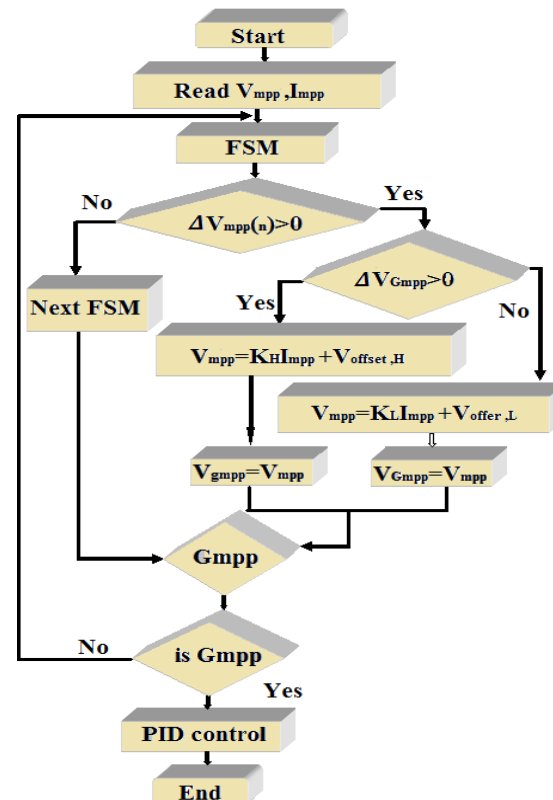 Start
Read Vmpp ,Impp
FSM
No
Yes
ΔVmpp(n)>0
ΔVGmpp>0
Yes
No
Next FSM
Vmpp=KHImpp+Voffset,H
Vmpp=KLImpp+Voffer,L
Vgmpp=Vmpp
VGmpp=Vmpp
Gmpp
No
is Gmpp
Yes
PID control
End